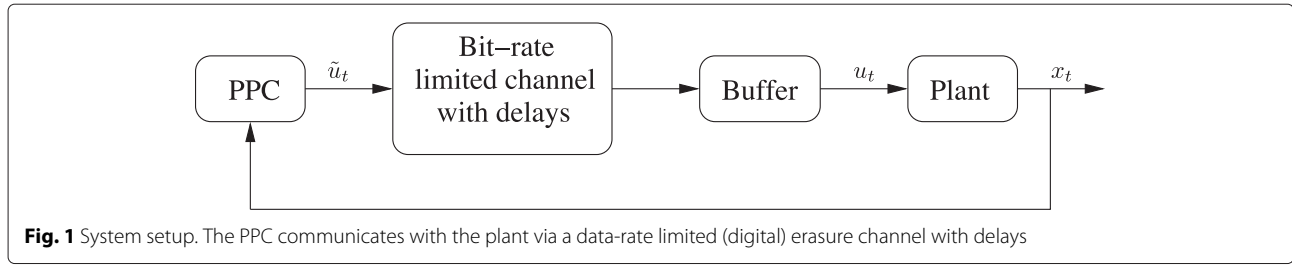 PPC
ũ_t
Bit−rate
limited channel
with delays
Buffer
u_t
Plant
x_t
Fig. 1 System setup. The PPC communicates with the plant via a data-rate limited (digital) erasure channel with delays